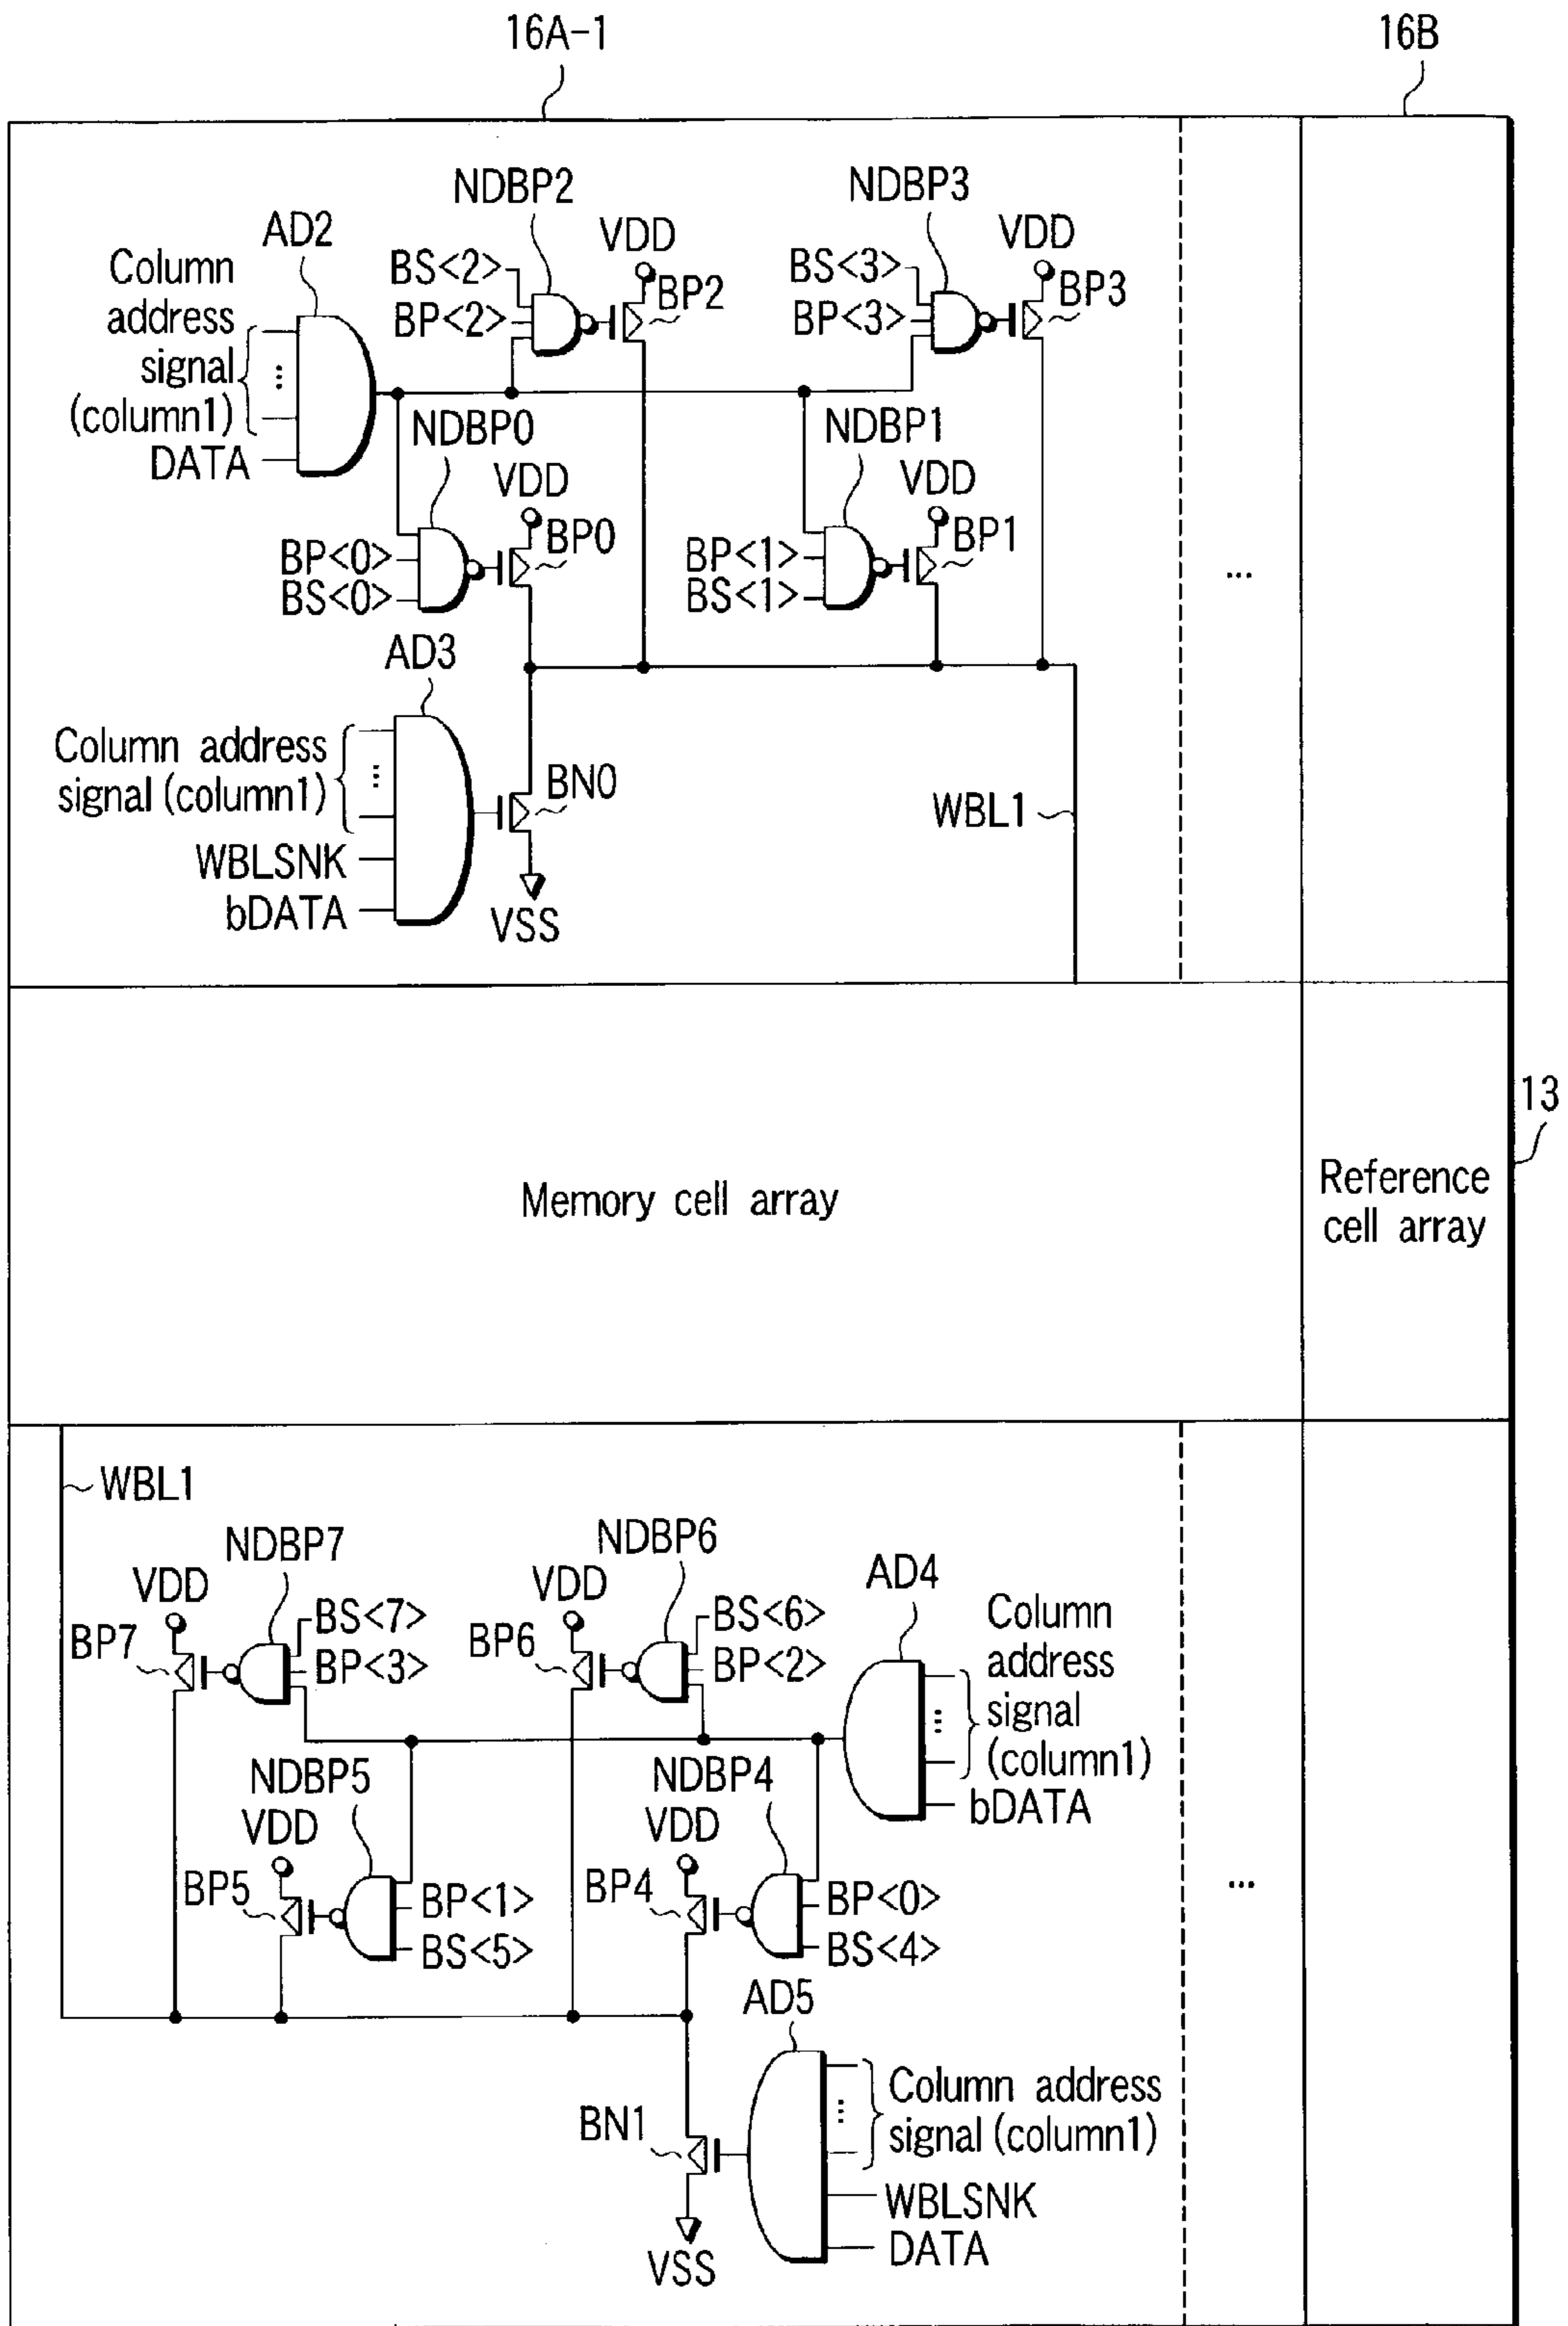 16A-1
16B
NDBP2
NDBP3
AD2
VDD
VDD
Column
address
signal
(column1)
...
DATA
BS<2>
BP<2>
BP2
BS<3>
BP<3>
BP3
NDBP0
NDBP1
VDD
VDD
BP<0>
BS<0>
BP0
BP<1>
BS<1>
BP1
...
AD3
Column address
signal (column1)
...
WBLSNK
bDATA
BN0
VSS
WBL1
13
Memory cell array
Reference
cell array
WBL1
NDBP7
NDBP6
AD4
VDD
VDD
BP7
BS<7>
BP<3>
BP6
BS<6>
BP<2>
Column
address
signal
(column1)
...
bDATA
NDBP5
NDBP4
VDD
VDD
BP5
BP<1>
BS<5>
BP4
BP<0>
BS<4>
...
AD5
BN1
Column address
signal (column1)
...
WBLSNK
DATA
VSS